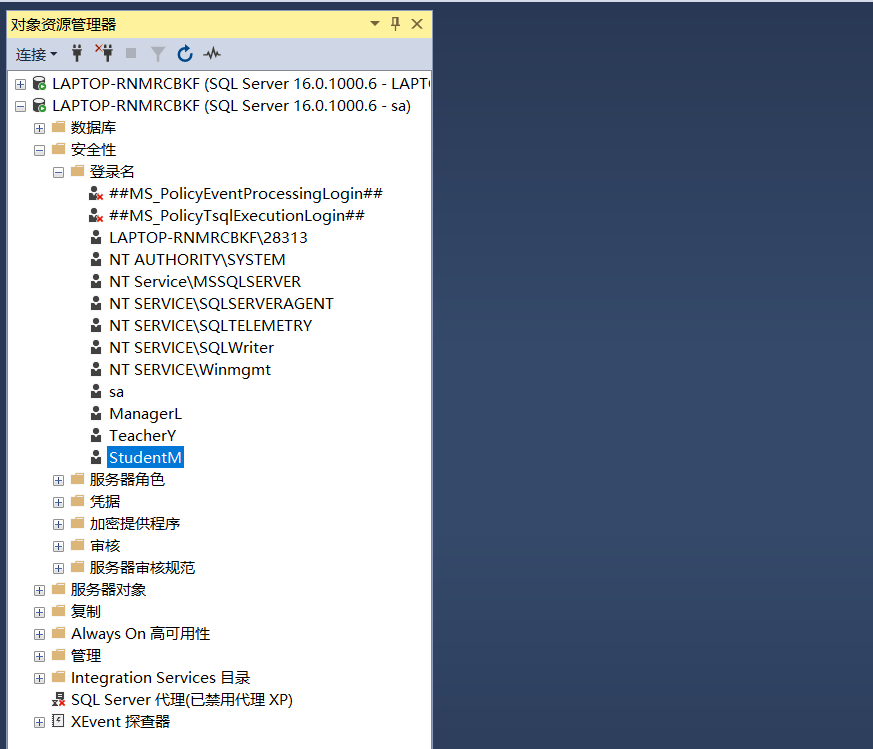 对象资源管理器
连接
LAPTOP-RNMRCBKF (SQL Server 16.0.1000.6 - LAPT
LAPTOP-RNMRCBKF (SQL Server 16.0.1000.6 - sa)
数据库
安全性
登录名
##MS_PolicyEventProcessingLogin##
##MS_PolicyTsqlExecutionLogin##
LAPTOP-RNMRCBKF\28313
NT AUTHORITY\SYSTEM
NT Service\MSSQLSERVER
NT SERVICE\SQLSERVERAGENT
NT SERVICE\SQLTELEMETRY
NT SERVICE\SQLWriter
NT SERVICE\Winmgmt
sa
ManagerL
TeacherY
StudentM
服务器角色
凭据
加密提供程序
审核
服务器审核规范
服务器对象
复制
Always On 高可用性
管理
Integration Services 目录
SQL Server 代理(已禁用代理 XP)
XEvent 探查器